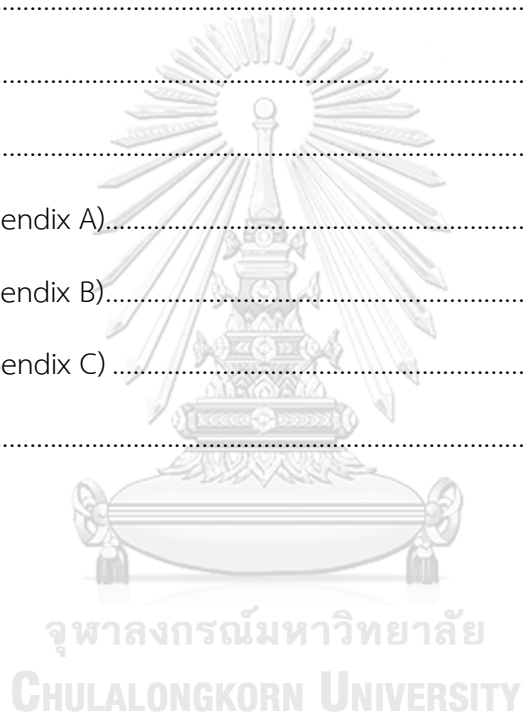 ................................................................................
................................................................................
................................................................................
endix A)................................................................
endix B)................................................................
endix C) ...............................................................
................................................................................
จุฬาลงกรณ์มหาวิทยาลัย
CHULALONGKORN UNIVERSITY